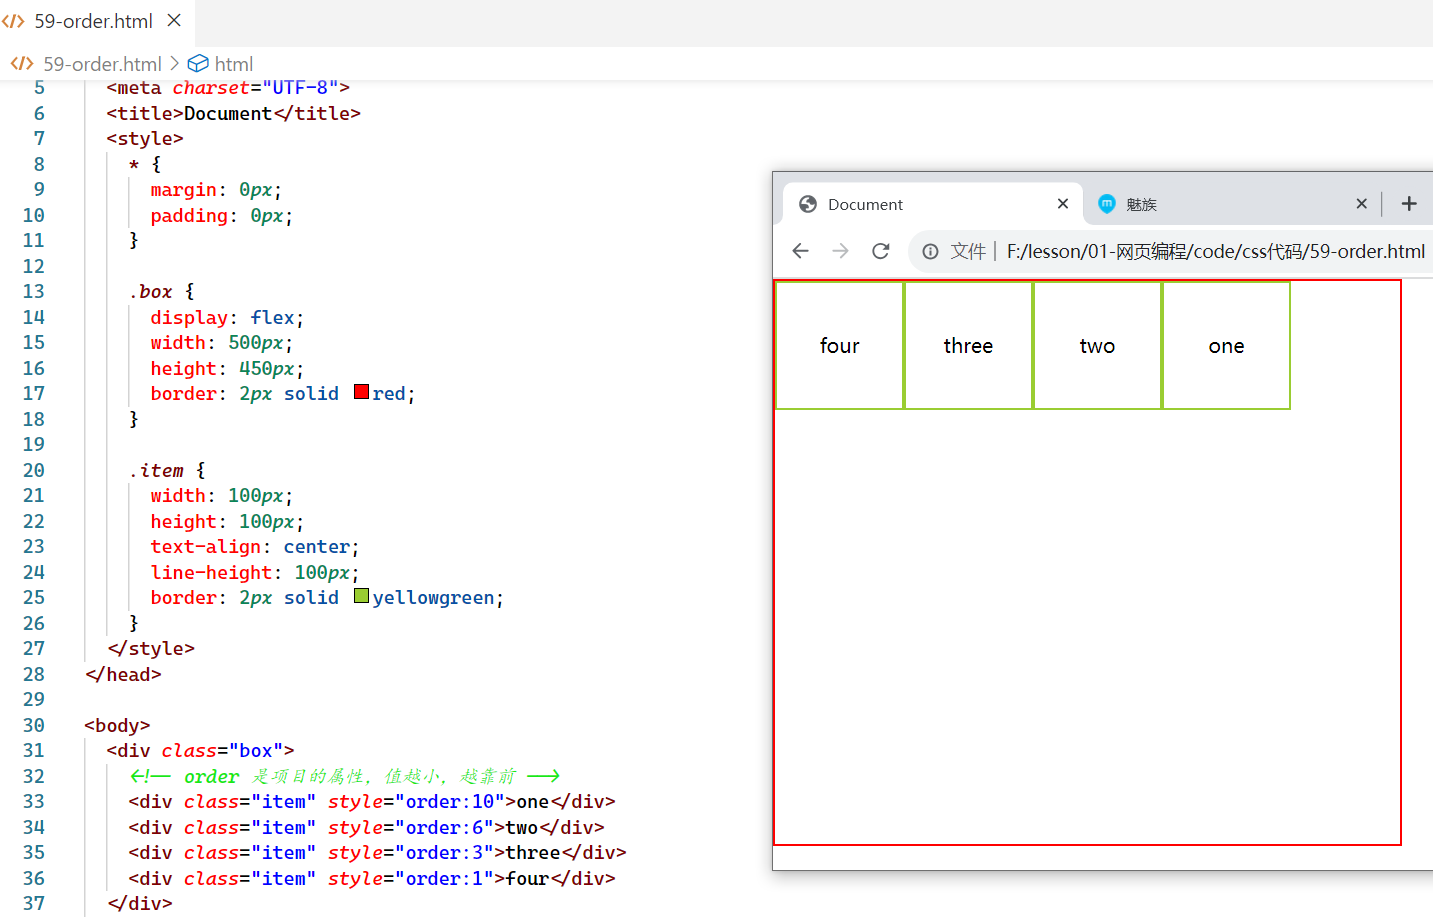 59-order.html
59-order.html > html
5 <meta charset="UTF-8">
6 <title>Document</title>
7 <style>
8 * {
9 margin: 0px;
10 padding: 0px;
11 }
12
13 .box {
14 display: flex;
15 width: 500px;
16 height: 450px;
17 border: 2px solid red;
18 }
19
20 .item {
21 width: 100px;
22 height: 100px;
23 text-align: center;
24 line-height: 100px;
25 border: 2px solid yellowgreen;
26 }
27 </style>
28 </head>
29
30 <body>
31 <div class="box">
32 <!-- order 是项目的属性，值越小，越靠前 -->
33 <div class="item" style="order:10">one</div>
34 <div class="item" style="order:6">two</div>
35 <div class="item" style="order:3">three</div>
36 <div class="item" style="order:1">four</div>
37 </div>
Document
魅族
文件 | F:/lesson/01-网页编程/code/css代码/59-order.html
four three two one